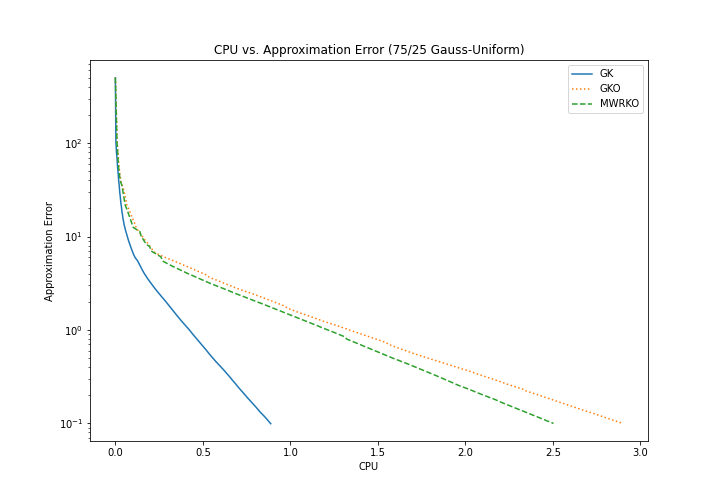 CPU vs. Approximation Error (75/25 Gauss-Uniform)
GK
GKO
MWRKO
Approximation Error
10²
10¹
10⁰
10⁻¹
0.0 0.5 1.0 1.5 2.0 2.5 3.0
CPU